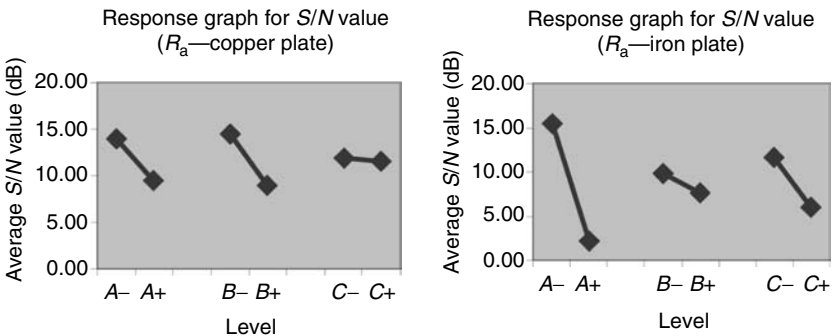 Response graph for S/N value
(Ra—copper plate)
Average S/N value (dB)
20.00
15.00
10.00
5.00
0.00
A– A+ B– B+ C– C+
Level
Response graph for S/N value
(Ra—iron plate)
Average S/N value (dB)
20.00
15.00
10.00
5.00
0.00
A– A+ B– B+ C– C+
Level